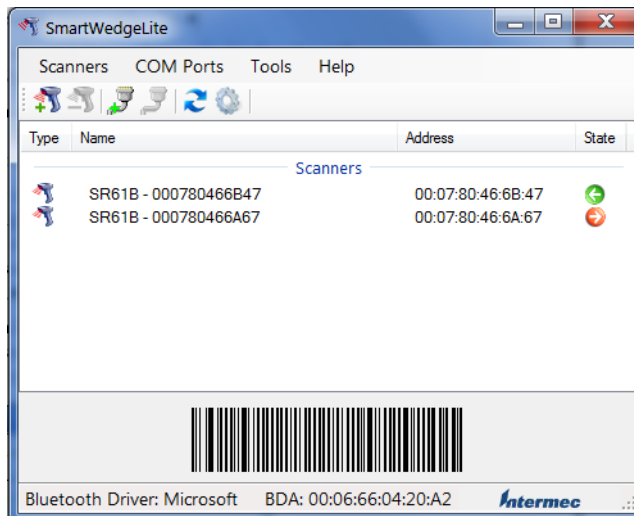 SmartWedgeLite
Scanners COM Ports Tools Help
Type Name Address State
Scanners
SR61B - 000780466B47 00:07:80:46:6B:47
SR61B - 000780466A67 00:07:80:46:6A:67
Bluetooth Driver: Microsoft BDA: 00:06:66:04:20:A2 Intermec